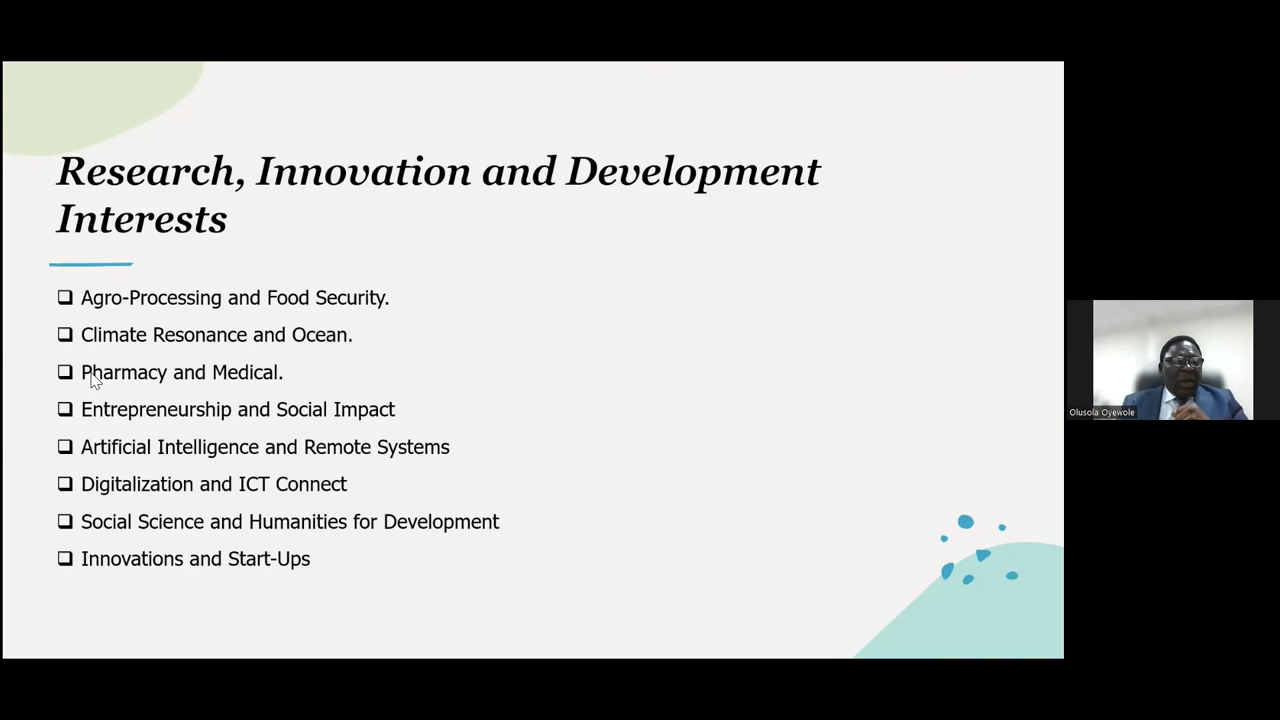 Research, Innovation and Development
Interests
Agro-Processing and Food Security.
Climate Resonance and Ocean.
Pharmacy and Medical.
Entrepreneurship and Social Impact
Artificial Intelligence and Remote Systems
Digitalization and ICT Connect
Social Science and Humanities for Development
Innovations and Start-Ups
Olusola Oyewole